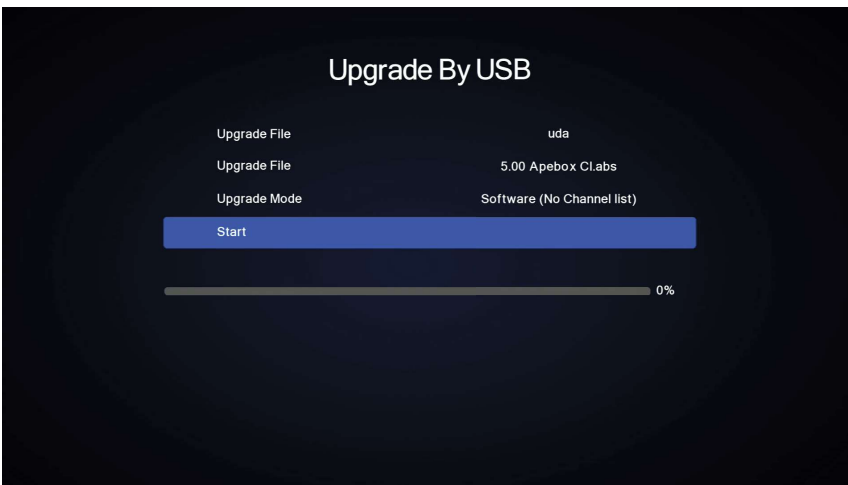 Upgrade By USB
Upgrade File uda
Upgrade File 5.00 Apebox CI.abs
Upgrade Mode Software (No Channel list)
Start
0%